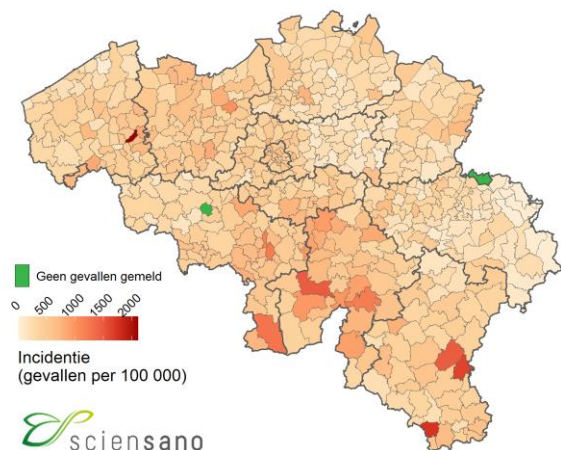 Geen gevallen gemeld
0 500 1000 1500 2000
Incidentie
(gevallen per 100 000)
sciensano